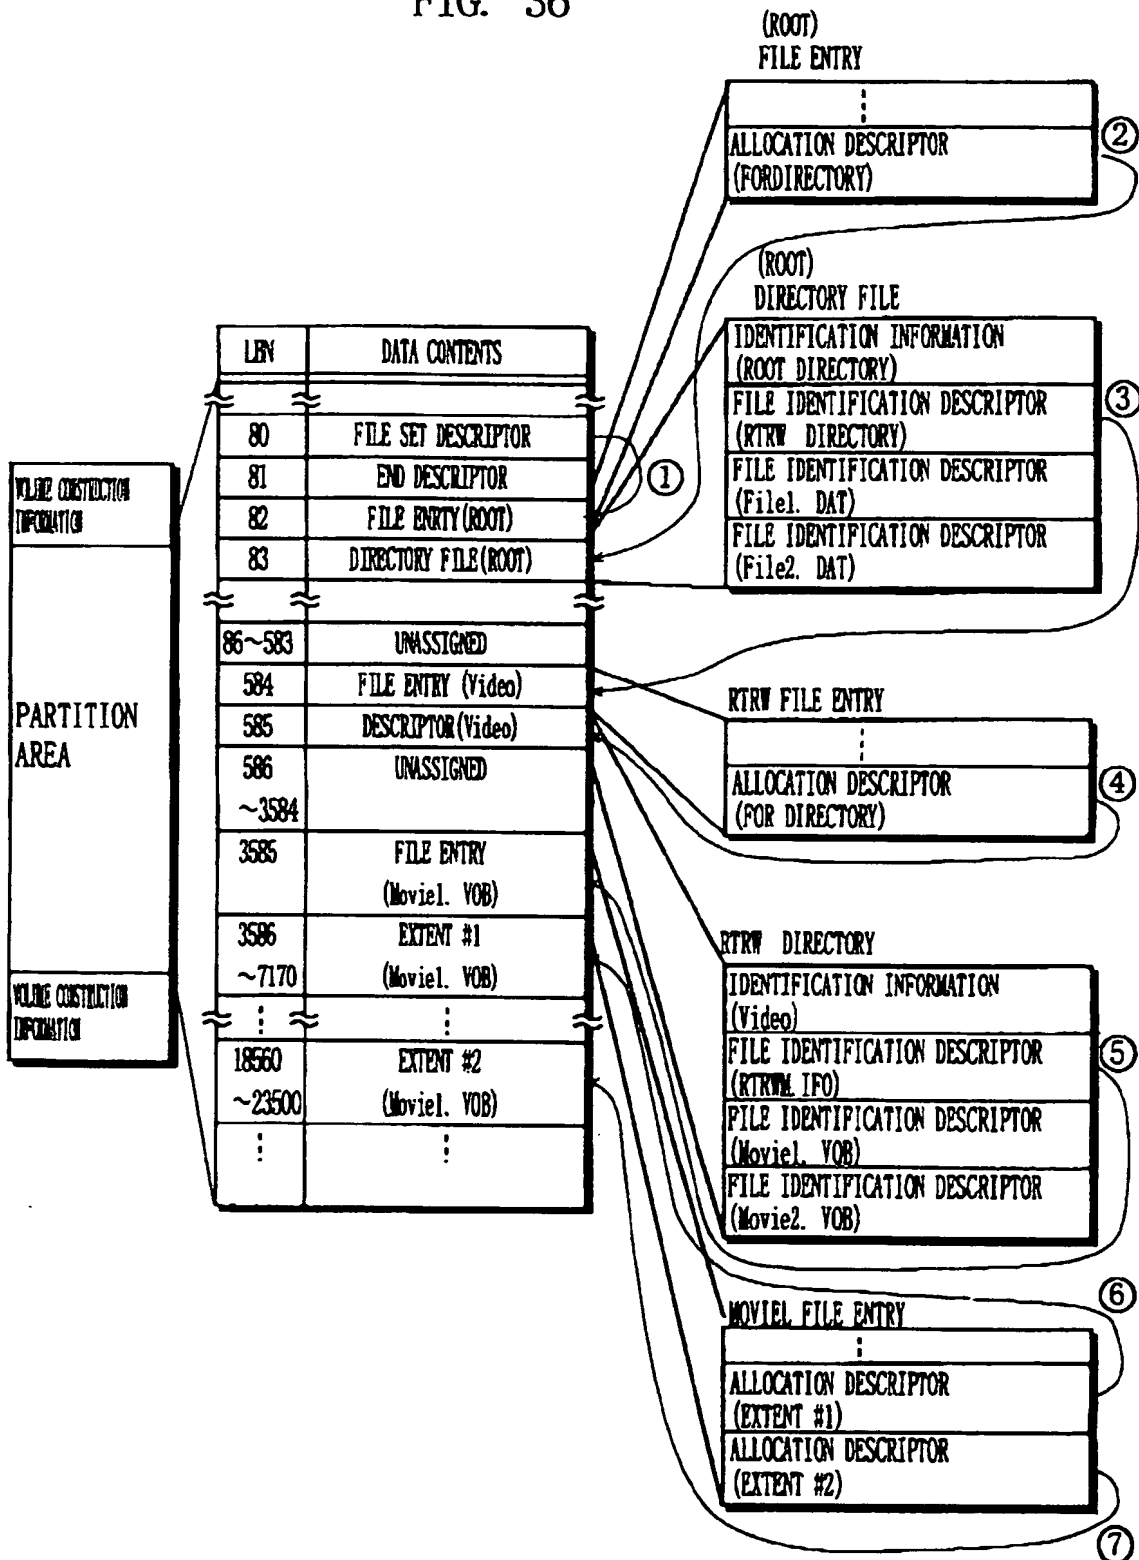 FIG. 36
(ROOT)
FILE ENTRY
ALLOCATION DESCRIPTOR
(FORDIRECTORY)
②
(ROOT)
DIRECTORY FILE
IDENTIFICATION INFORMATION
(ROOT DIRECTORY)
FILE IDENTIFICATION DESCRIPTOR
(RTRW DIRECTORY)
③
FILE IDENTIFICATION DESCRIPTOR
(File1. DAT)
FILE IDENTIFICATION DESCRIPTOR
(File2. DAT)
LBN DATA CONTENTS
80 FILE SET DESCRIPTOR
81 END DESCRIPTOR
①
82 FILE ENRTY(ROOT)
83 DIRECTORY FILE(ROOT)
86~583 UNASSIGNED
584 FILE ENTRY (Video)
585 DESCRIPTOR(Video)
586 UNASSIGNED
~3584
3585 FILE ENTRY
(Movie1. VOB)
3586 EXTENT #1
~7170 (Movie1. VOB)
18560 EXTENT #2
~23500 (Movie1. VOB)
VOLUME CONSTRUCTION
INFORMATION
PARTITION
AREA
VOLUME CONSTRUCTION
INFORMATION
RTRW FILE ENTRY
ALLOCATION DESCRIPTOR
(FOR DIRECTORY)
④
RTRW DIRECTORY
IDENTIFICATION INFORMATION
(Video)
FILE IDENTIFICATION DESCRIPTOR
(RTRWM.IFO)
⑤
FILE IDENTIFICATION DESCRIPTOR
(Movie1. VOB)
FILE IDENTIFICATION DESCRIPTOR
(Movie2. VOB)
⑥
MOVIE1 FILE ENTRY
ALLOCATION DESCRIPTOR
(EXTENT #1)
ALLOCATION DESCRIPTOR
(EXTENT #2)
⑦